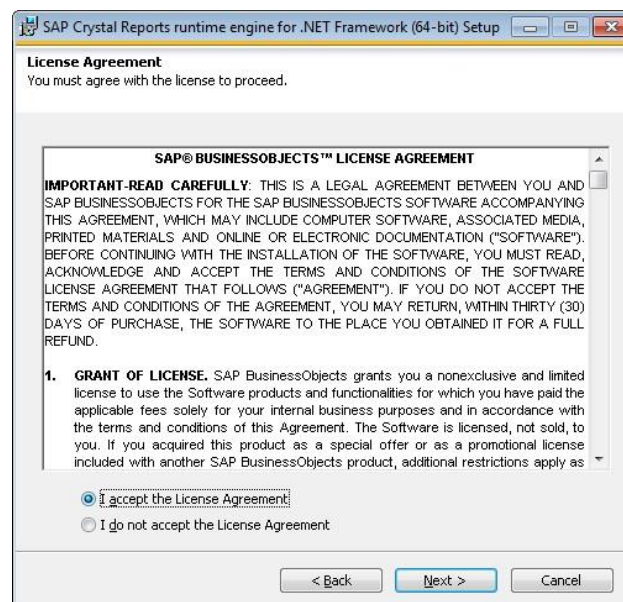 SAP Crystal Reports runtime engine for .NET Framework (64-bit) Setup
License Agreement
You must agree with the license to proceed.
SAP® BUSINESSOBJECTS™ LICENSE AGREEMENT
IMPORTANT-READ CAREFULLY: THIS IS A LEGAL AGREEMENT BETWEEN YOU AND
SAP BUSINESSOBJECTS FOR THE SAP BUSINESSOBJECTS SOFTWARE ACCOMPANYING
THIS AGREEMENT, WHICH MAY INCLUDE COMPUTER SOFTWARE, ASSOCIATED MEDIA,
PRINTED MATERIALS AND ONLINE OR ELECTRONIC DOCUMENTATION ("SOFTWARE").
BEFORE CONTINUING WITH THE INSTALLATION OF THE SOFTWARE, YOU MUST READ,
ACKNOWLEDGE AND ACCEPT THE TERMS AND CONDITIONS OF THE SOFTWARE
LICENSE AGREEMENT THAT FOLLOWS ("AGREEMENT"). IF YOU DO NOT ACCEPT THE
TERMS AND CONDITIONS OF THE AGREEMENT, YOU MAY RETURN, WITHIN THIRTY (30)
DAYS OF PURCHASE, THE SOFTWARE TO THE PLACE YOU OBTAINED IT FOR A FULL
REFUND.
1. GRANT OF LICENSE. SAP BusinessObjects grants you a nonexclusive and limited
license to use the Software products and functionalities for which you have paid the
applicable fees solely for your internal business purposes and in accordance with
the terms and conditions of this Agreement. The Software is licensed, not sold, to
you. If you acquired this product as a special offer or as a promotional license
included with another SAP BusinessObjects product, additional restrictions apply as
I accept the License Agreement
I do not accept the License Agreement
< Back Next > Cancel